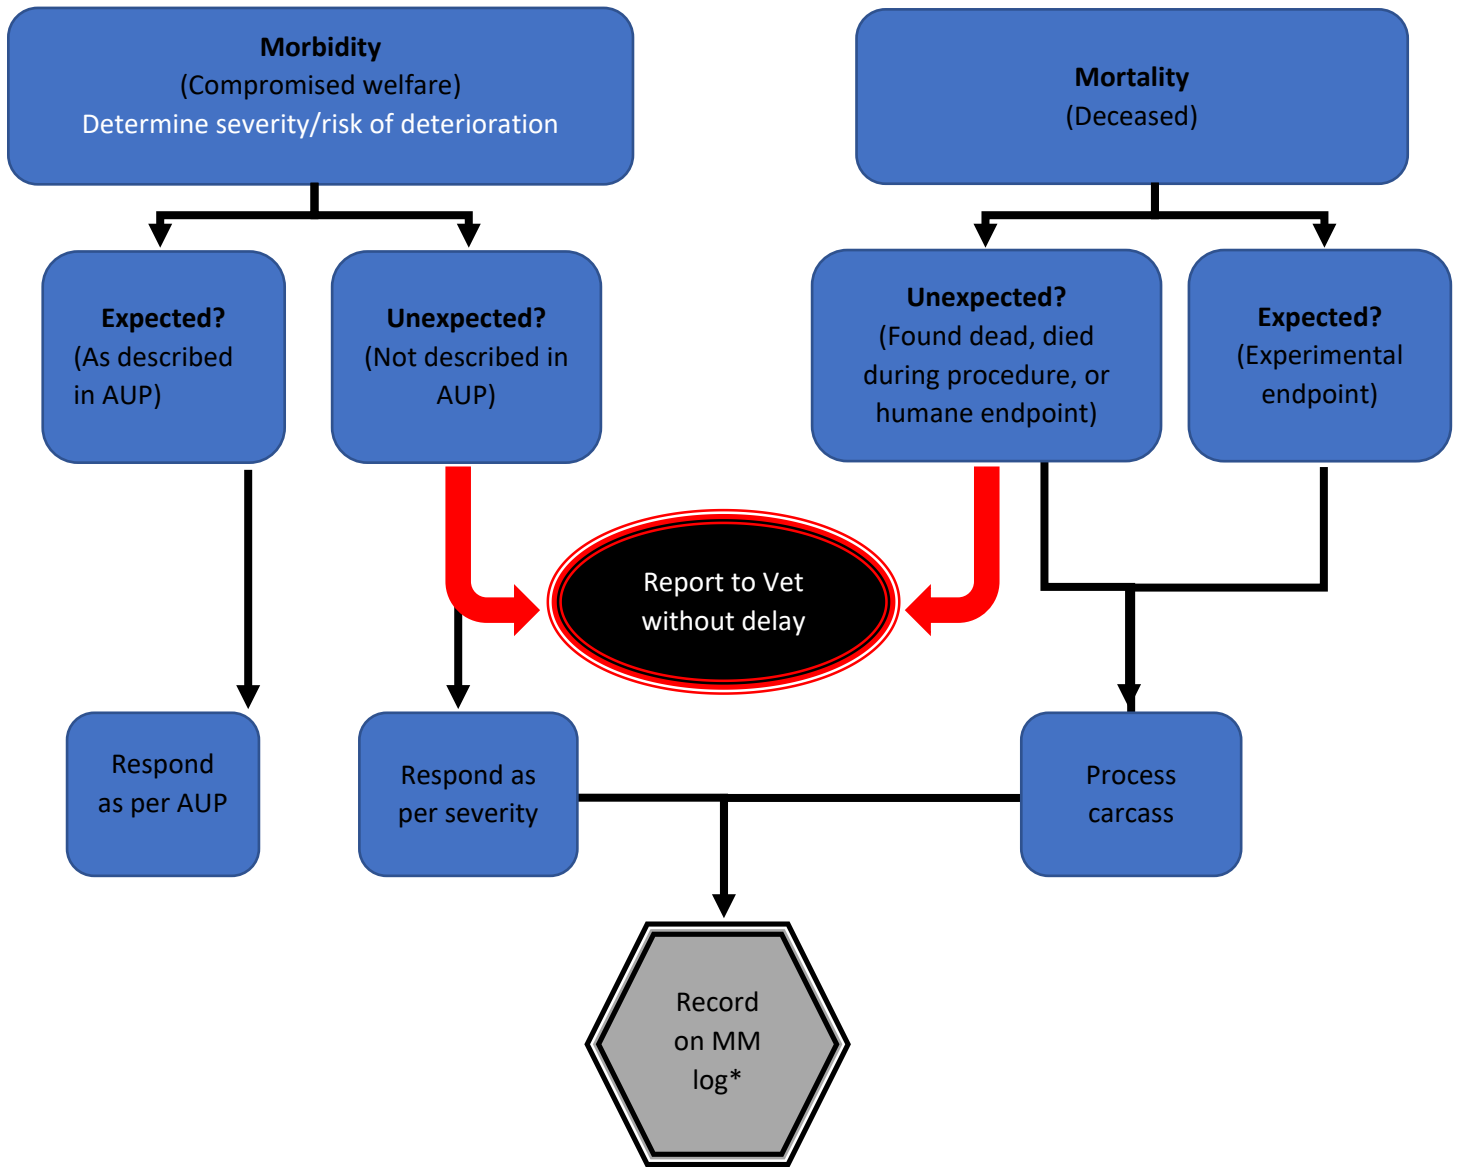 Morbidity
(Compromised welfare)
Determine severity/risk of deterioration
Mortality
(Deceased)
Expected?
(As described
in AUP)
Unexpected?
(Not described in
AUP)
Unexpected?
(Found dead, died
during procedure, or
humane endpoint)
Expected?
(Experimental
endpoint)
Report to Vet
without delay
Respond
as per AUP
Respond as
per severity
Process
carcass
Record
on MM
log*